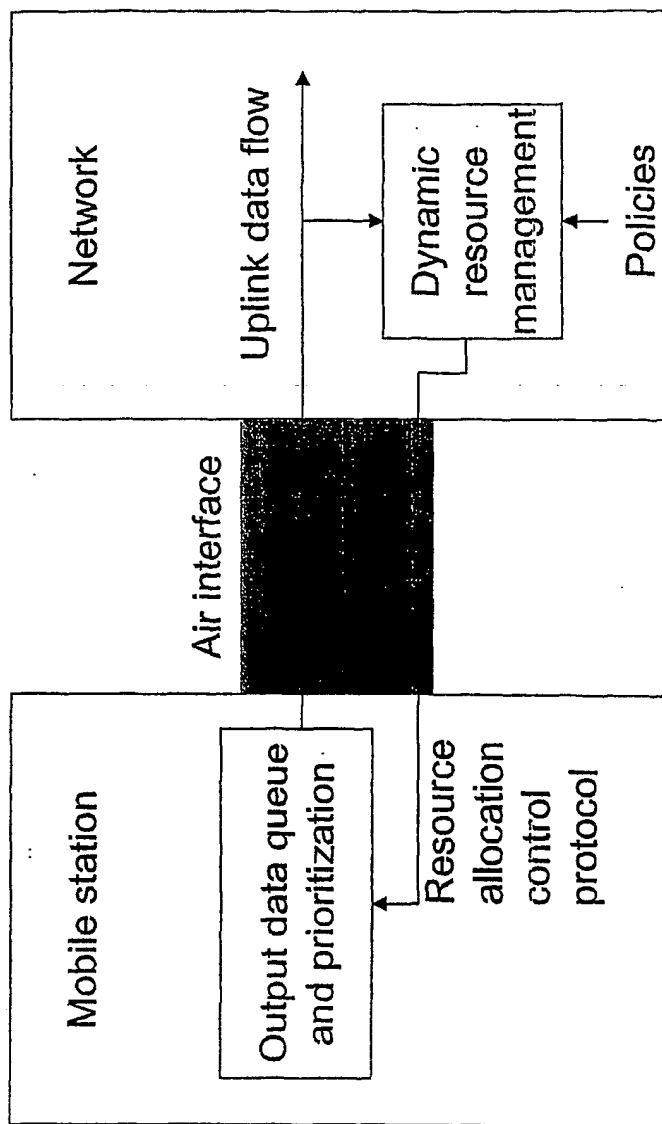 Mobile station
Output data queue
and prioritization
Resource
allocation
control
protocol
Air interface
Network
Uplink data flow
Dynamic
resource
management
Policies